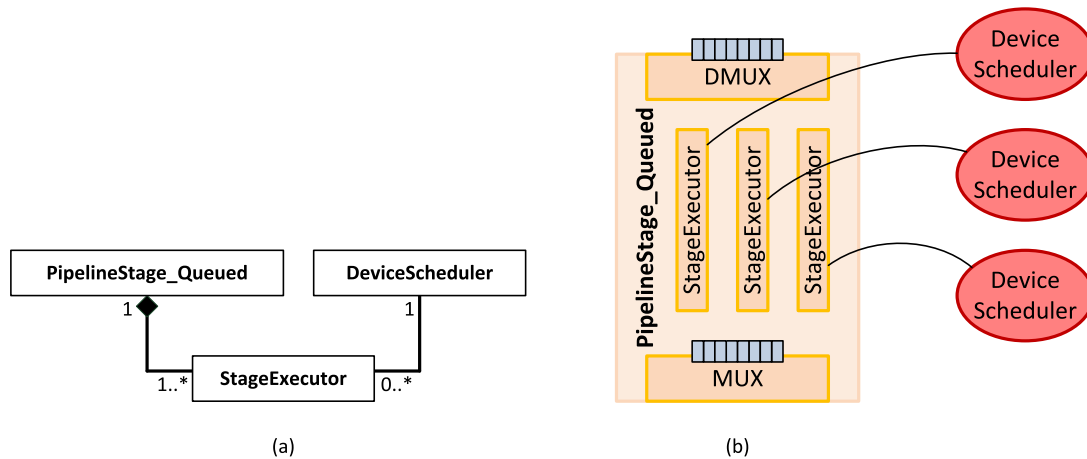 PipelineStage_Queued
DeviceScheduler
1
1
1..*
StageExecutor
0..*
(a)
DMUX
PipelineStage_Queued
StageExecutor
StageExecutor
StageExecutor
MUX
Device
Scheduler
Device
Scheduler
Device
Scheduler
(b)